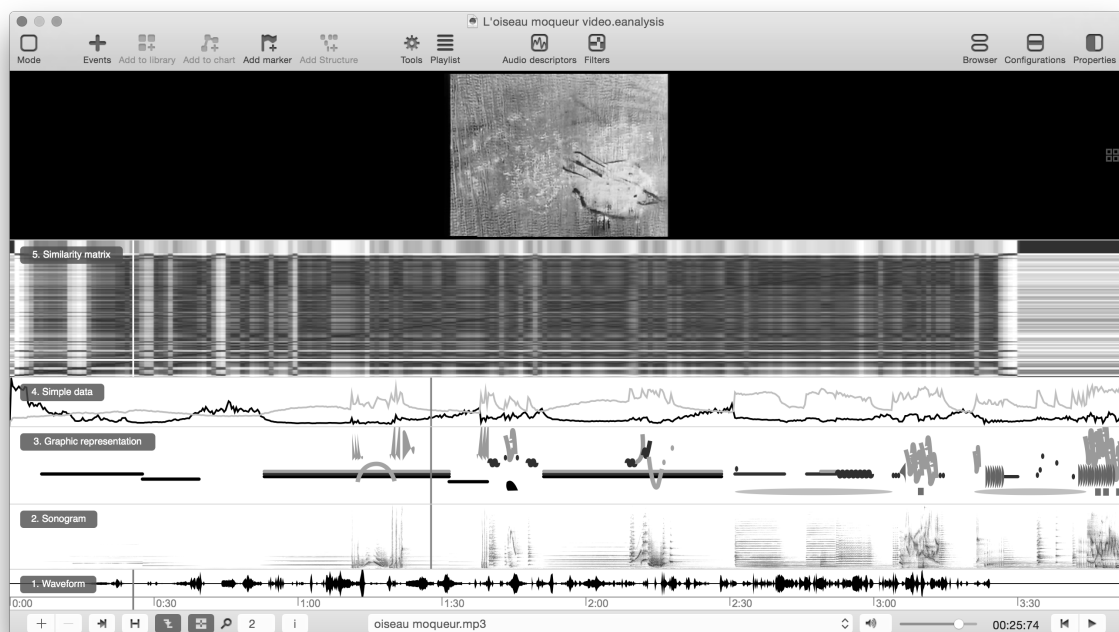 L'oiseau moqueur video.eanalysis
Mode Events Add to library Add to chart Add marker Add Structure Tools Playlist Audio descriptors Filters Browser Configurations Properties
5. Similarity matrix
4. Simple data
3. Graphic representation
2. Sonogram
1. Waveform
0:00 0:30 1:00 1:30 2:00 2:30 3:00 3:30
2 i oiseau moqueur.mp3 00:25:74